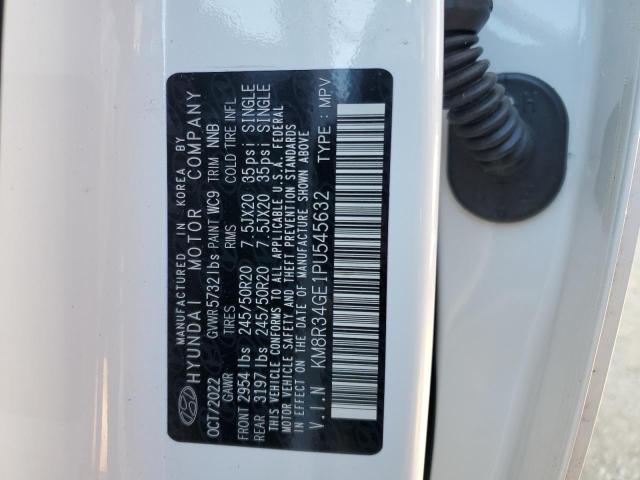 MANUFACTURED IN KOREA BY
HYUNDAI MOTOR COMPANY
OCT/2022 GVWR5732lbs PAINT WC9 TRIM NNB
GAWR TIRES RIMS COLD TIRE INFL
FRONT 2954 lbs 245/50R20 7.5JX20 35psi SINGLE
REAR 3197 lbs 245/50R20 7.5JX20 35psi SINGLE
THIS VEHICLE CONFORMS TO ALL APPLICABLE U.S.A. FEDERAL
MOTOR VEHICLE SAFETY AND THEFT PREVENTION STANDARDS
IN EFFECT ON THE DATE OF MANUFACTURE SHOWN ABOVE
V.I.N KM8R34GE1PU545632 TYPE : MPV